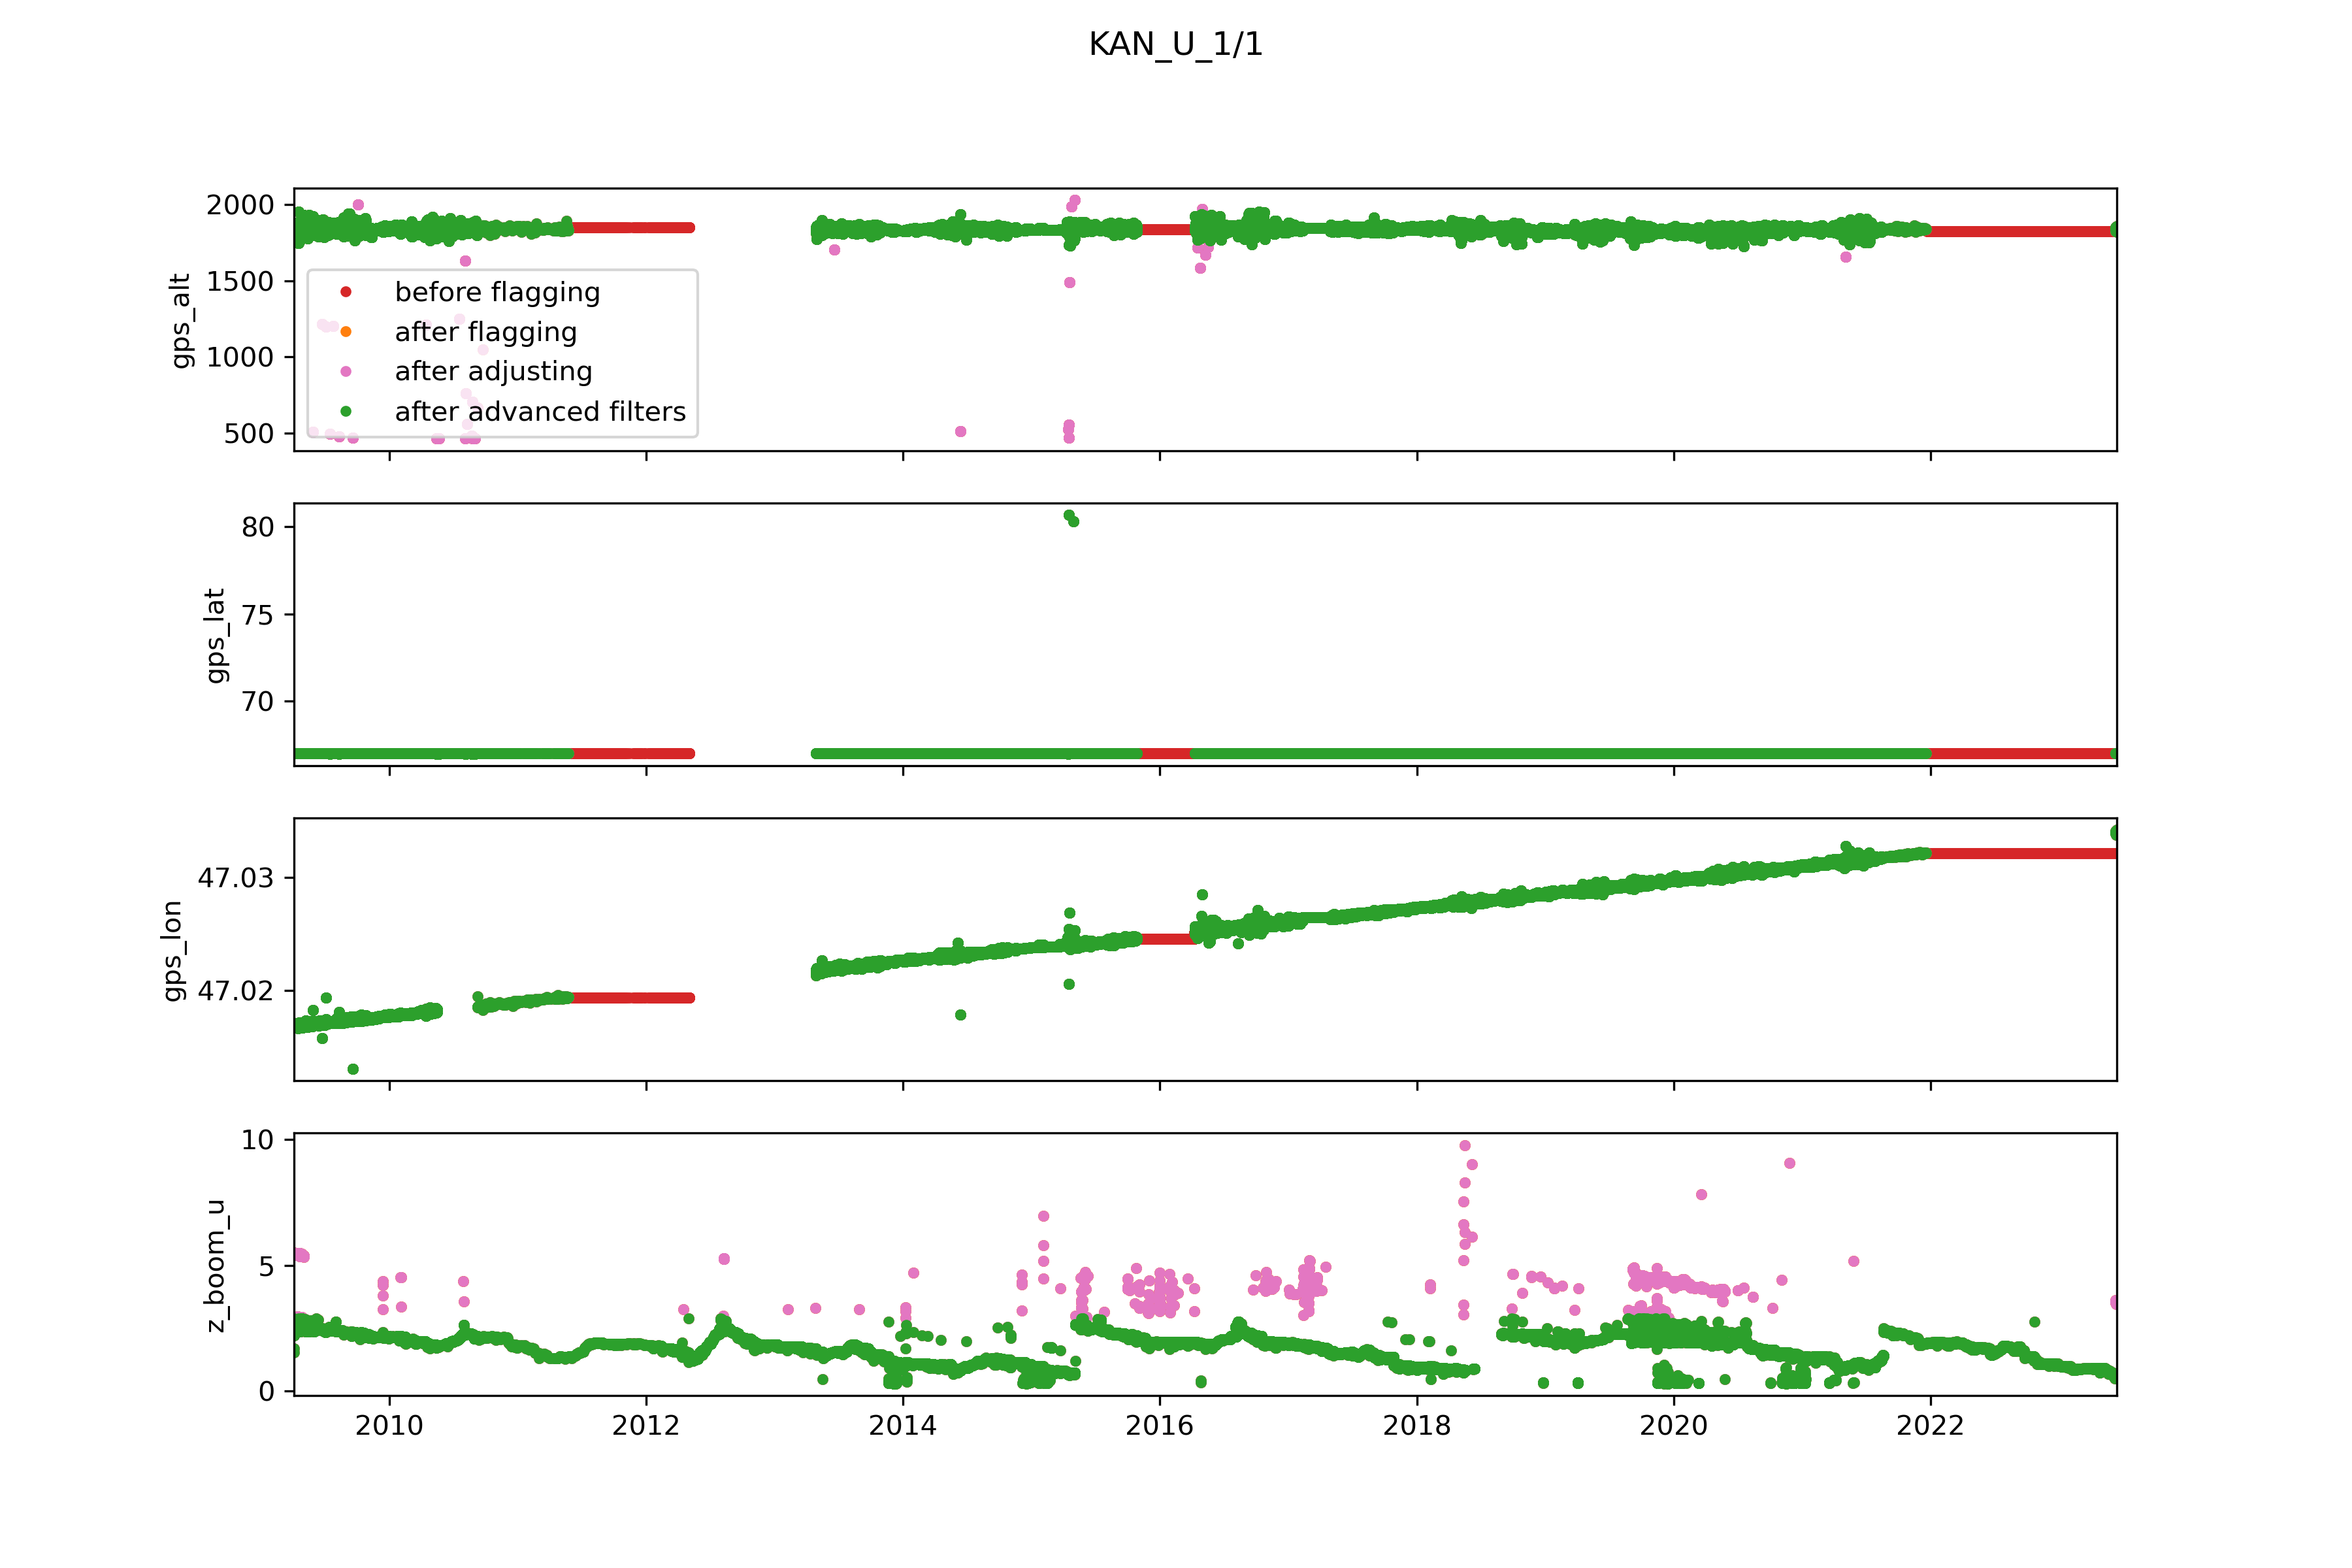 KAN_U_1/1
gps_alt
2000
1500
1000
500
before flagging
after flagging
after adjusting
after advanced filters
gps_lat
80
75
70
gps_lon
47.03
47.02
z_boom_u
10
5
0
2010 2012 2014 2016 2018 2020 2022